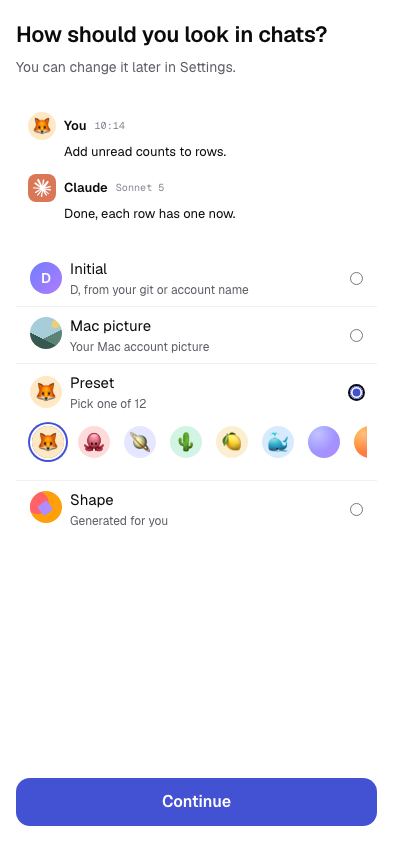 How should you look in chats?
You can change it later in Settings.
You 10:14
Add unread counts to rows.
Claude Sonnet 5
Done, each row has one now.
D
Initial
D, from your git or account name
Mac picture
Your Mac account picture
Preset
Pick one of 12
Shape
Generated for you
Continue